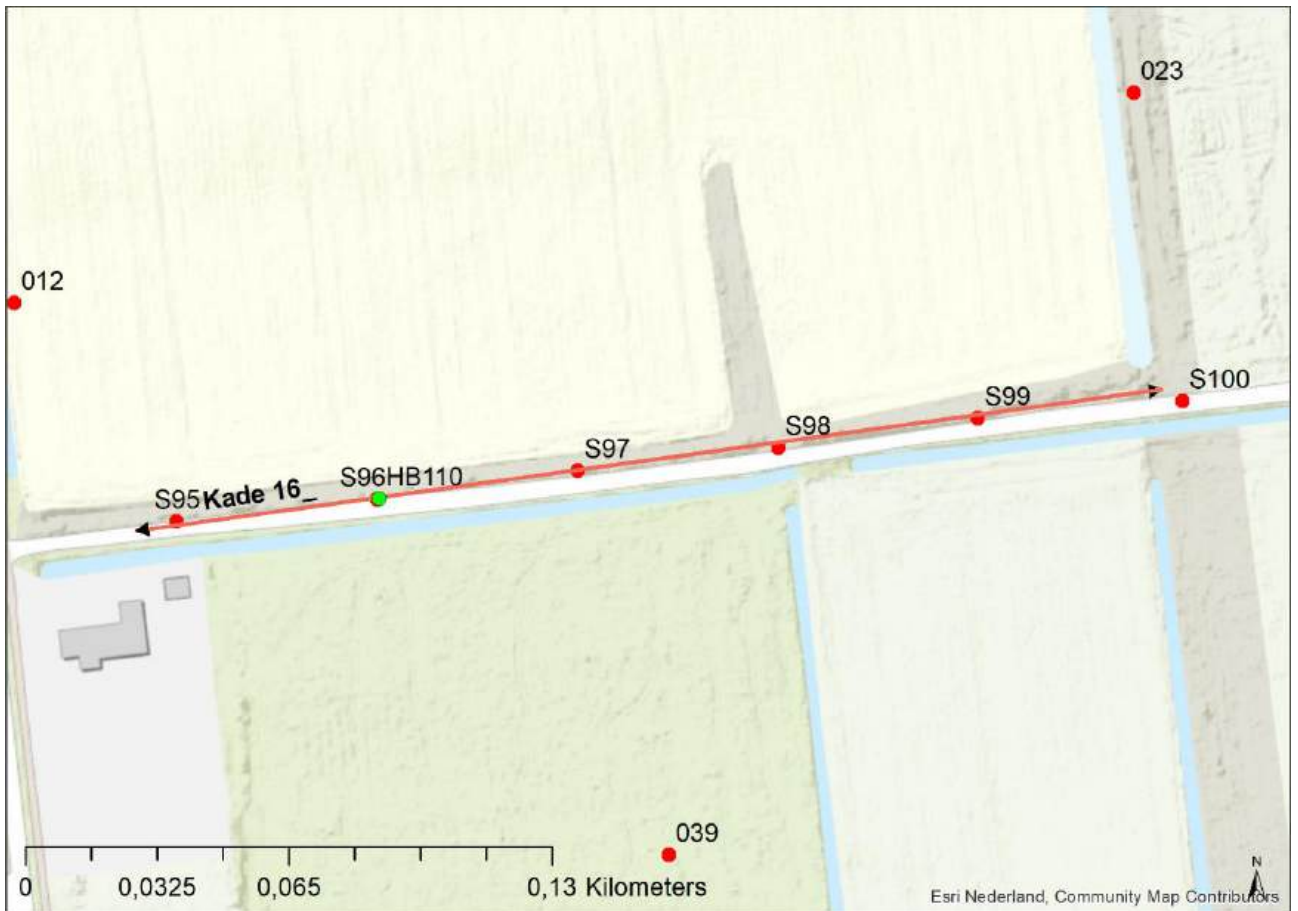 023
012
S100
S99
S98
S97
S96HB110
S95
Kade 16_
039
0 0,0325 0,065 0,13 Kilometers
N
Esri Nederland, Community Map Contributors